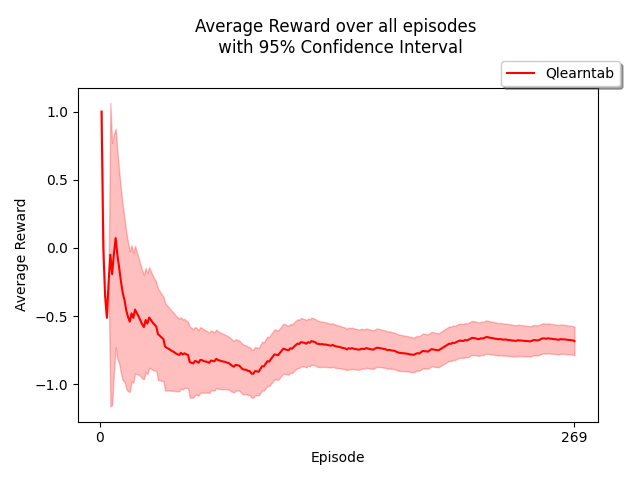 Average Reward over all episodes
with 95% Confidence Interval
Qlearntab
1.0
0.5
0.0
−0.5
−1.0
Average Reward
0
269
Episode